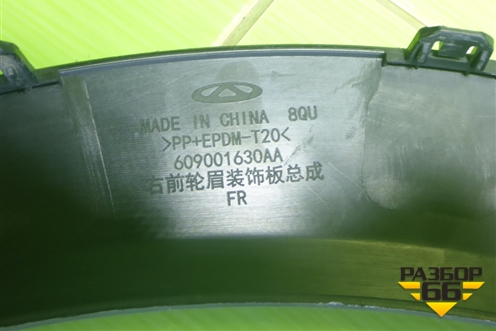 MADE IN CHINA 8QU
>PP+EPDM-T20<
609001630AA
右前轮眉装饰板总成
FR
РАЗБОР
66